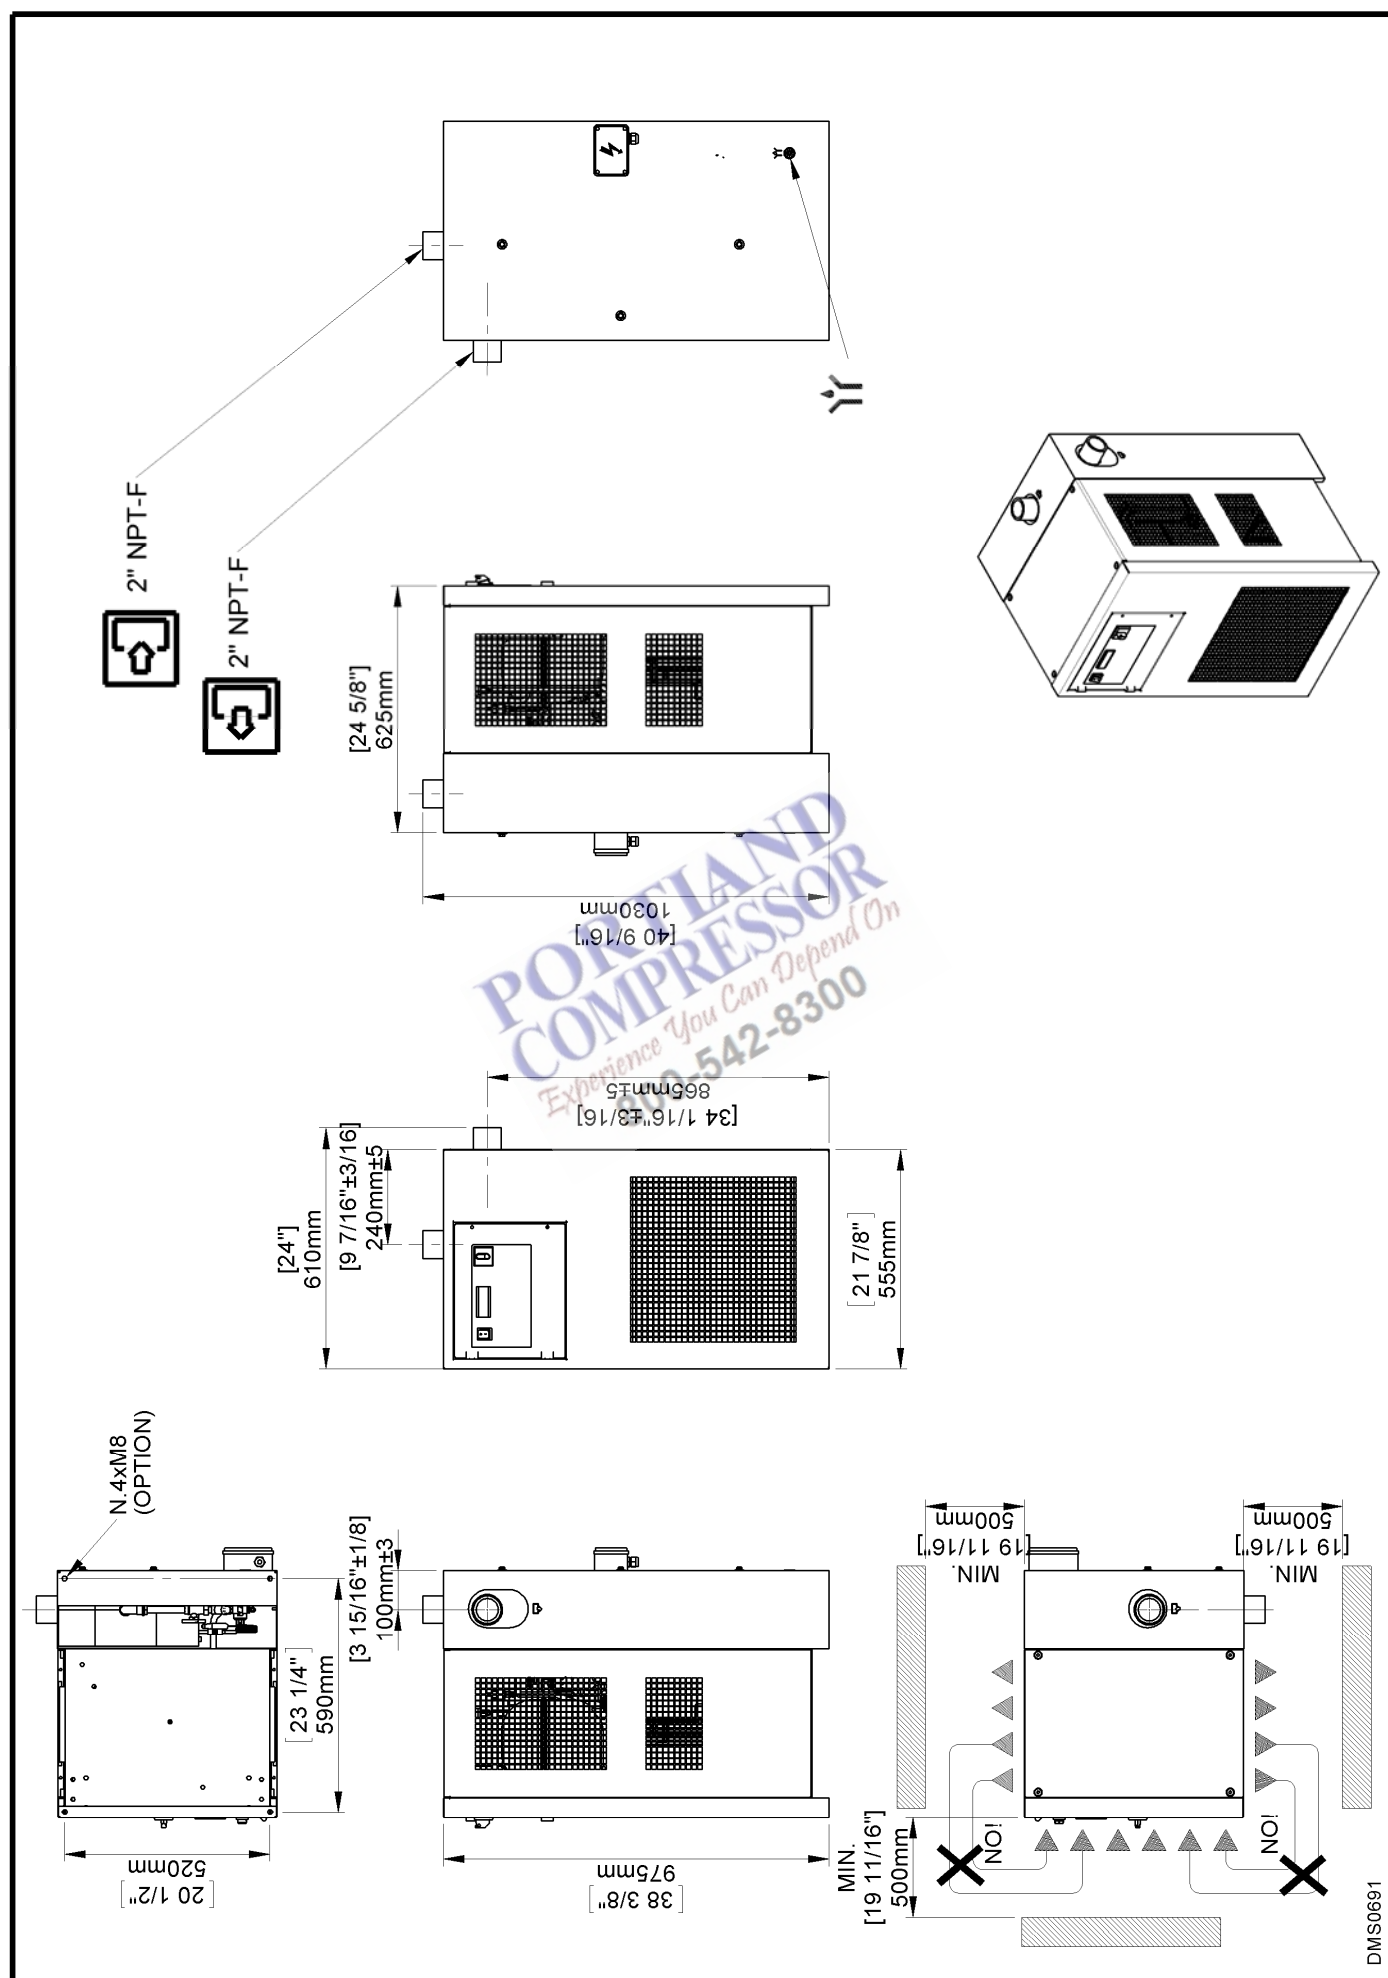 2" NPT-F
2" NPT-F
[24 5/8"]
625mm
[40 9/16"]
1030mm
PORTLAND
COMPRESSOR
Experience You Can Depend On
800-542-8300
[34 1/16"±3/16]
865mm±5
[24"]
610mm
[9 7/16"±3/16]
240mm±5
[21 7/8"]
555mm
N.4xM8
(OPTION)
[23 1/4"]
590mm
[20 1/2"]
520mm
[3 15/16"±1/8]
100mm±3
[38 3/8"]
975mm
MIN.
[19 11/16"]
500mm
MIN.
[19 11/16"]
500mm
MIN.
[19 11/16"]
500mm
NO!
NO!
DMS0691